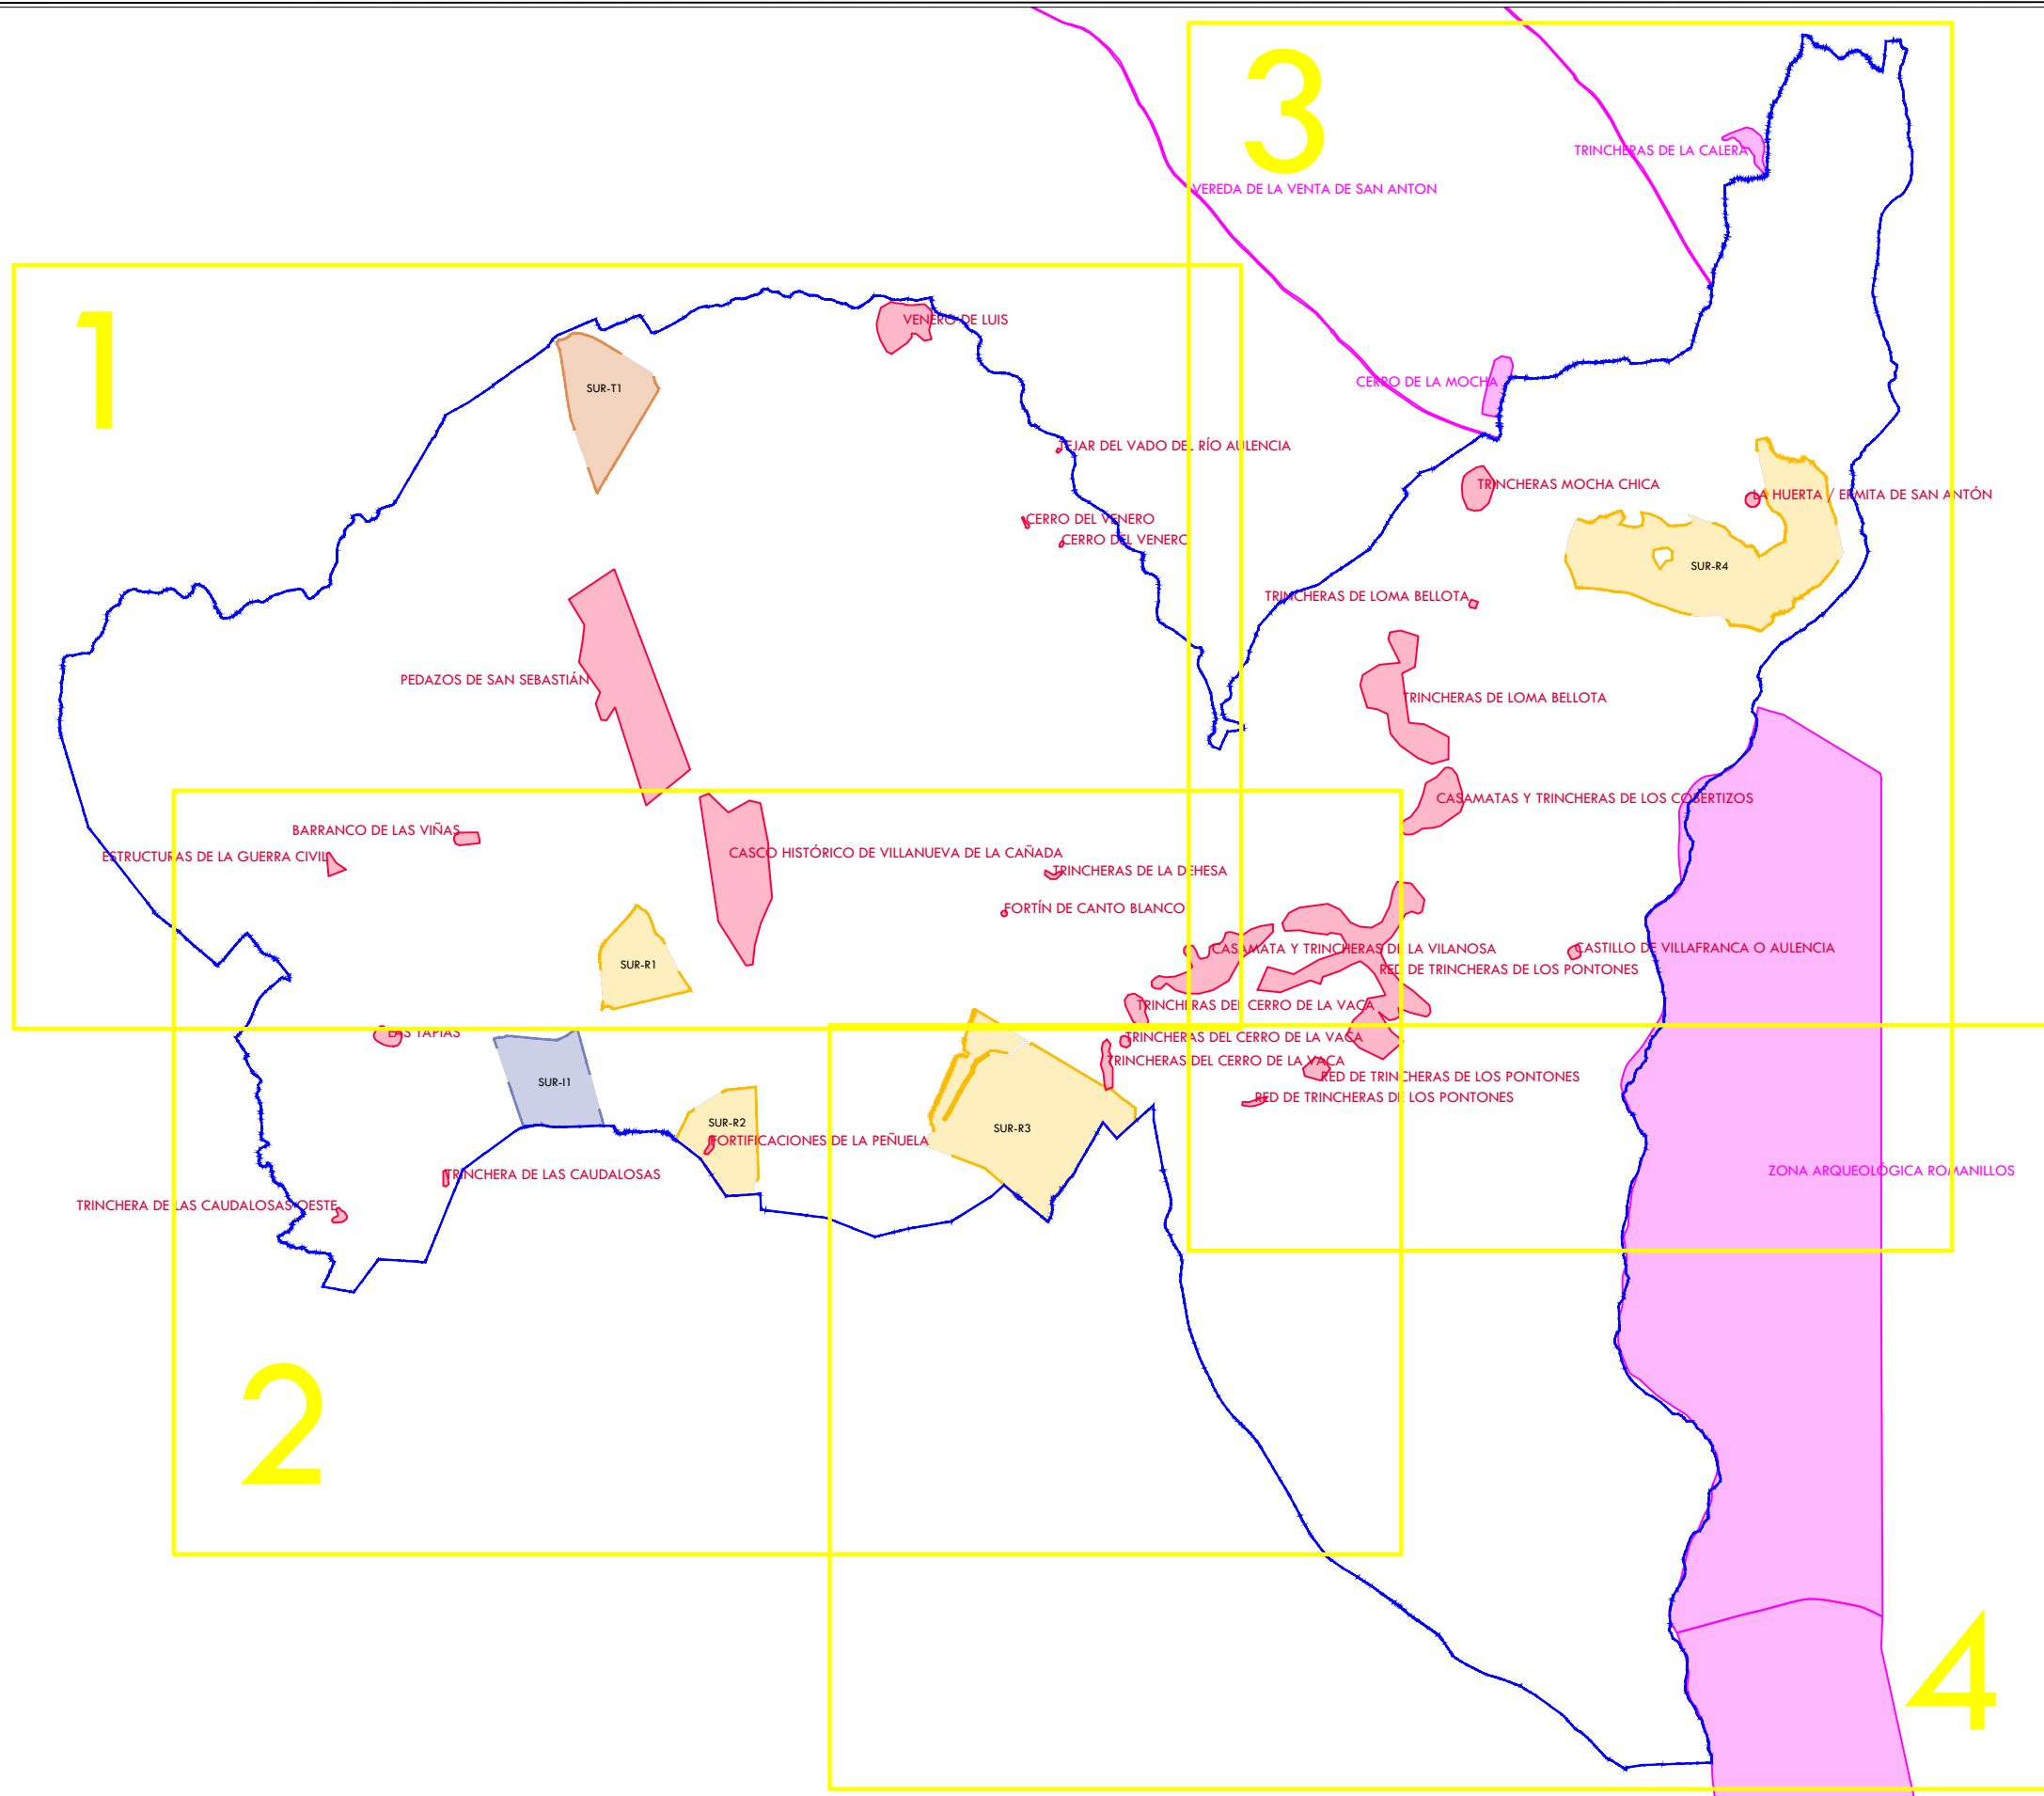 3
TRINCHERAS DE LA CALERA
VEREDA DE LA VENTA DE SAN ANTON
1
VENERO DE LUIS
SUR-T1
CERRO DE LA MOCHA
TEJAR DEL VADO DEL RÍO AULENCIA
TRINCHERAS MOCHA CHICA
LA HUERTA / ERMITA DE SAN ANTÓN
CERRO DEL VENERO
CERRO DEL VENERO
SUR-R4
TRINCHERAS DE LOMA BELLOTA
PEDAZOS DE SAN SEBASTIÁN
TRINCHERAS DE LOMA BELLOTA
CASAMATAS Y TRINCHERAS DE LOS COBERTIZOS
BARRANCO DE LAS VIÑAS
ESTRUCTURAS DE LA GUERRA CIVIL
CASCO HISTÓRICO DE VILLANUEVA DE LA CAÑADA
TRINCHERAS DE LA DEHESA
FORTÍN DE CANTO BLANCO
CASAMATA Y TRINCHERAS DE LA VILANOSA
CASTILLO DE VILLAFRANCA O AULENCIA
SUR-R1
RED DE TRINCHERAS DE LOS PONTONES
TRINCHERAS DEL CERRO DE LA VACA
LAS TAPIAS
TRINCHERAS DEL CERRO DE LA VACA
TRINCHERAS DEL CERRO DE LA VACA
RED DE TRINCHERAS DE LOS PONTONES
SUR-I1
RED DE TRINCHERAS DE LOS PONTONES
SUR-R2
SUR-R3
FORTIFICACIONES DE LA PEÑUELA
ZONA ARQUEOLÓGICA ROMANILLOS
TRINCHERA DE LAS CAUDALOSAS
TRINCHERA DE LAS CAUDALOSAS OESTE
2
4